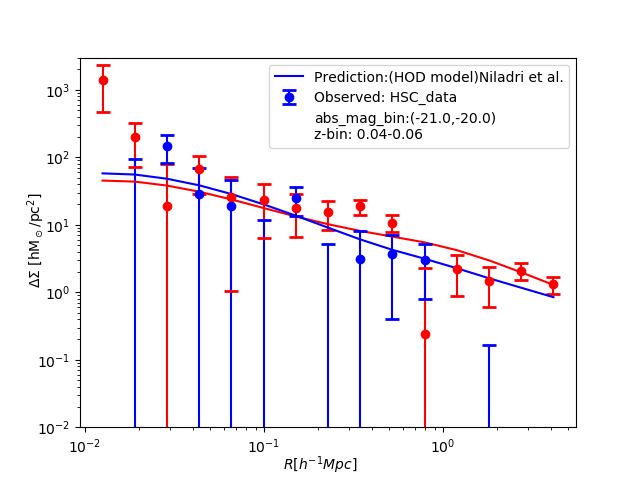 Prediction:(HOD model)Niladri et al.
Observed: HSC_data
abs_mag_bin:(-21.0,-20.0)
z-bin: 0.04-0.06
ΔΣ [hM⊙/pc²]
10³
10²
10¹
10⁰
10⁻¹
10⁻²
10⁻² 10⁻¹ 10⁰
R[h⁻¹Mpc]